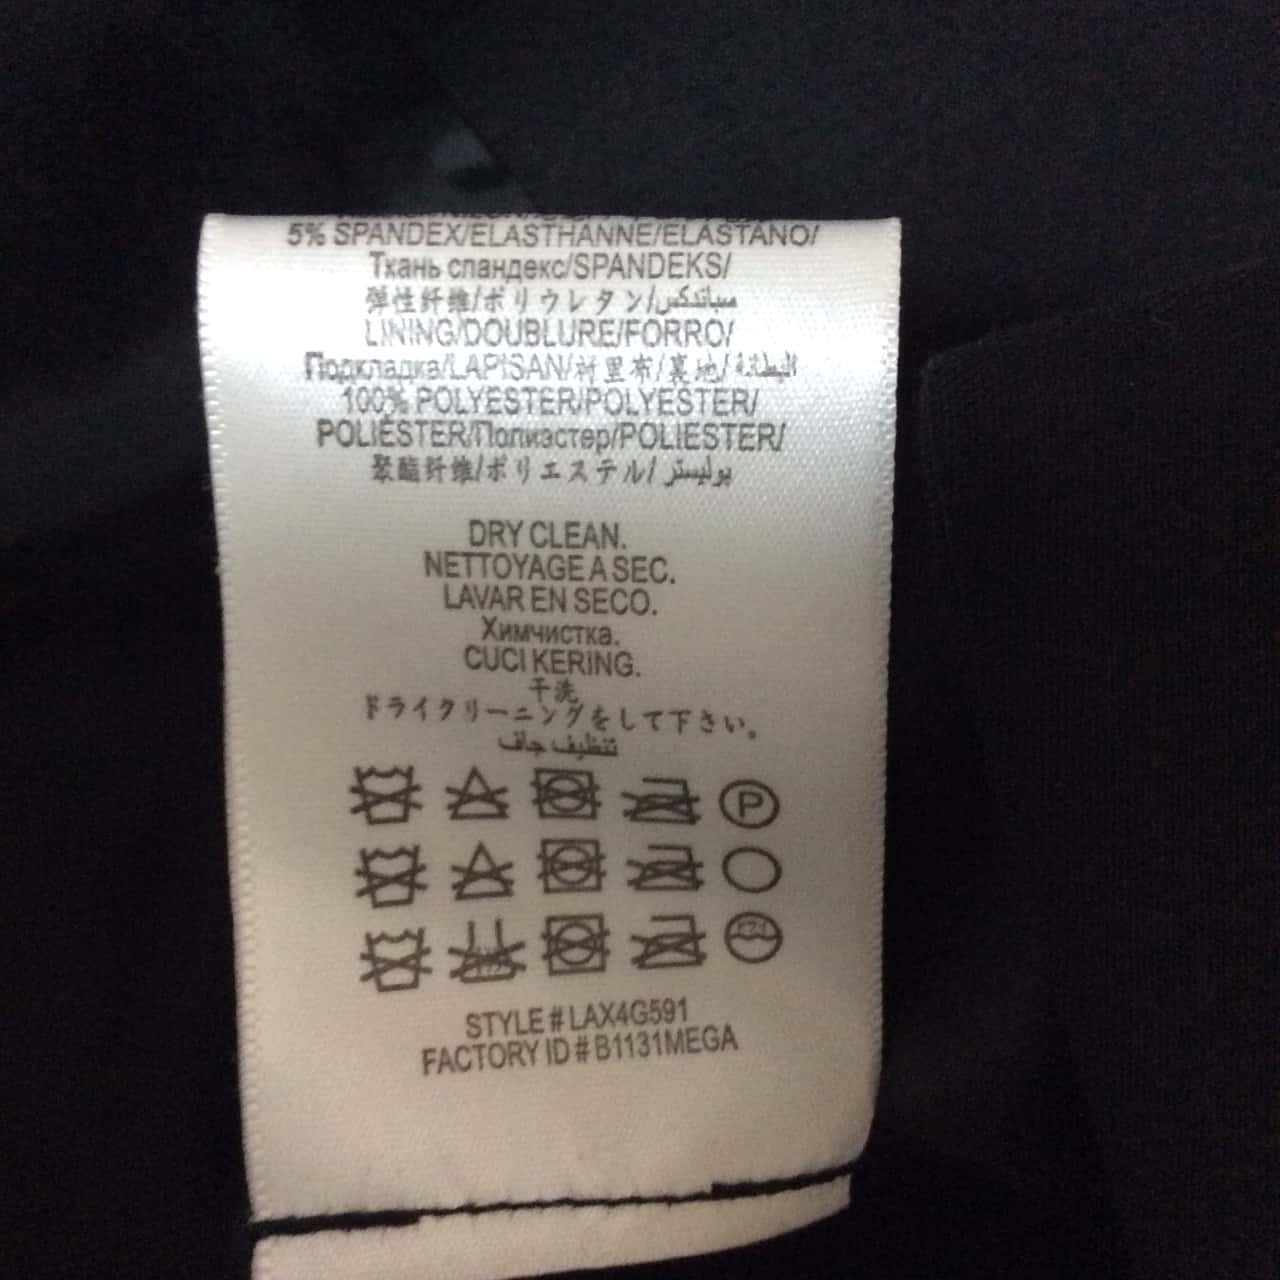 5% SPANDEX/ELASTHANNE/ELASTANO/
Ткань спандекс/SPANDEKS/
弹性纤维/ポリウレタン/سباندكس
LINING/DOUBLURE/FORRO/
Подкладка/LAPISAN/衬里布/裏地/البطانة
100% POLYESTER/POLYESTER/
POLIÉSTER/Полиэстер/POLIESTER/
聚酯纤维/ポリエステル/بوليستر
DRY CLEAN.
NETTOYAGE A SEC.
LAVAR EN SECO.
Химчистка.
CUCI KERING.
干洗
ドライクリーニングをして下さい。
تنظيف جاف
P
STYLE # LAX4G591
FACTORY ID # B1131MEGA